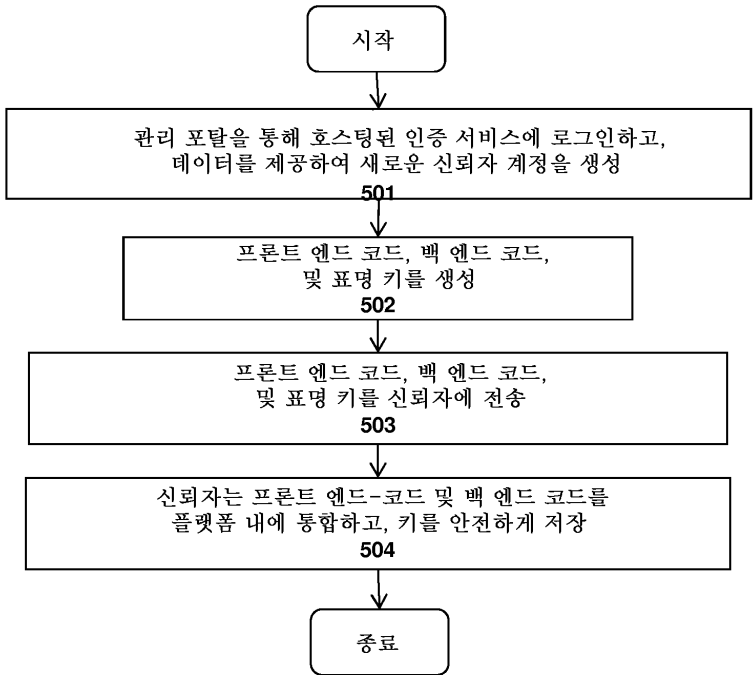 시작
관리 포탈을 통해 호스팅된 인증 서비스에 로그인하고,
데이터를 제공하여 새로운 신뢰자 계정을 생성
501
프론트 엔드 코드, 백 엔드 코드,
및 표명 키를 생성
502
프론트 엔드 코드, 백 엔드 코드,
및 표명 키를 신뢰자에 전송
503
신뢰자는 프론트 엔드-코드 및 백 엔드 코드를
플랫폼 내에 통합하고, 키를 안전하게 저장
504
종료